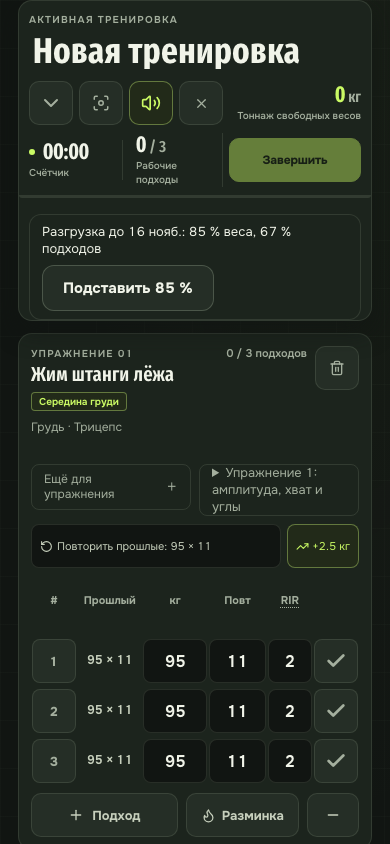 АКТИВНАЯ ТРЕНИРОВКА
Новая тренировка
0 кг
Тоннаж свободных весов
00:00
Счётчик
0 / 3
Рабочие
подходы
Завершить
Разгрузка до 16 нояб.: 85 % веса, 67 %
подходов
Подставить 85 %
УПРАЖНЕНИЕ 01
0 / 3 подходов
Жим штанги лёжа
Середина груди
Грудь · Трицепс
Ещё для
упражнения
+
▶ Упражнение 1:
амплитуда, хват и
углы
Повторить прошлые: 95 × 11
+2.5 кг
# Прошлый кг Повт RIR
1 95 × 11 95 11 2
2 95 × 11 95 11 2
3 95 × 11 95 11 2
+ Подход
Разминка
−